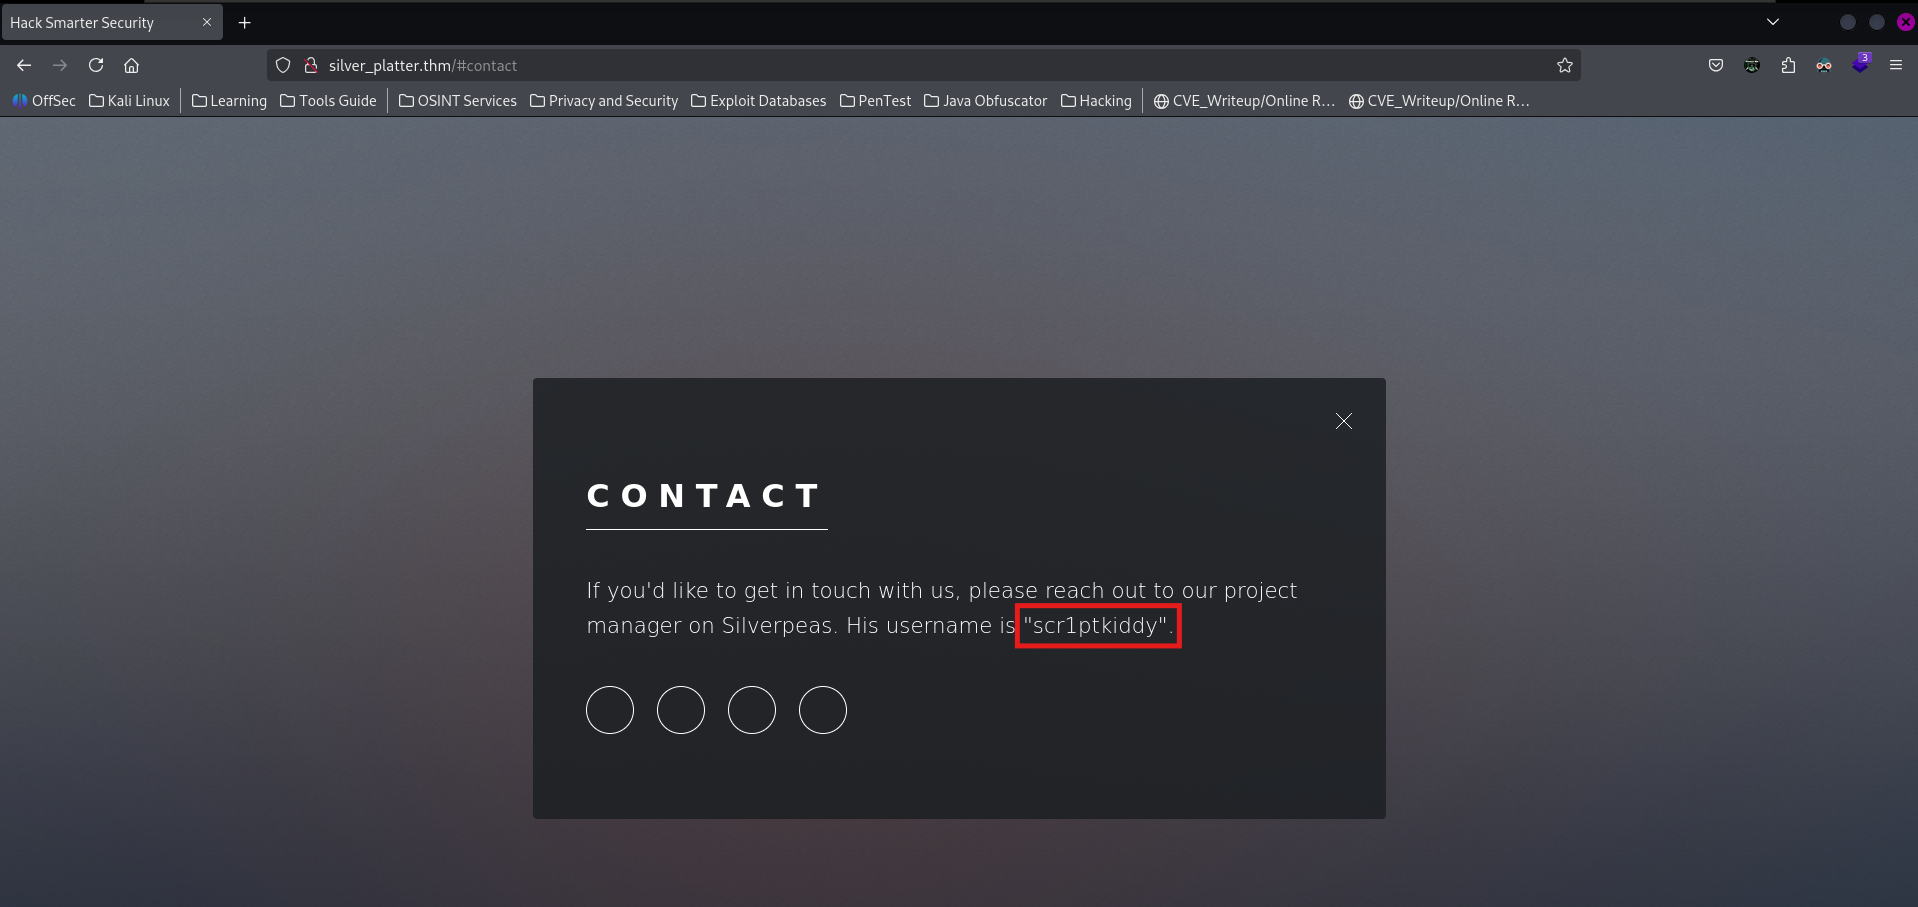 Hack Smarter Security
silver_platter.thm/#contact
3
OffSec Kali Linux Learning Tools Guide OSINT Services Privacy and Security Exploit Databases PenTest Java Obfuscator Hacking CVE_Writeup/Online R... CVE_Writeup/Online R...
CONTACT
If you'd like to get in touch with us, please reach out to our project
manager on Silverpeas. His username is "scr1ptkiddy".